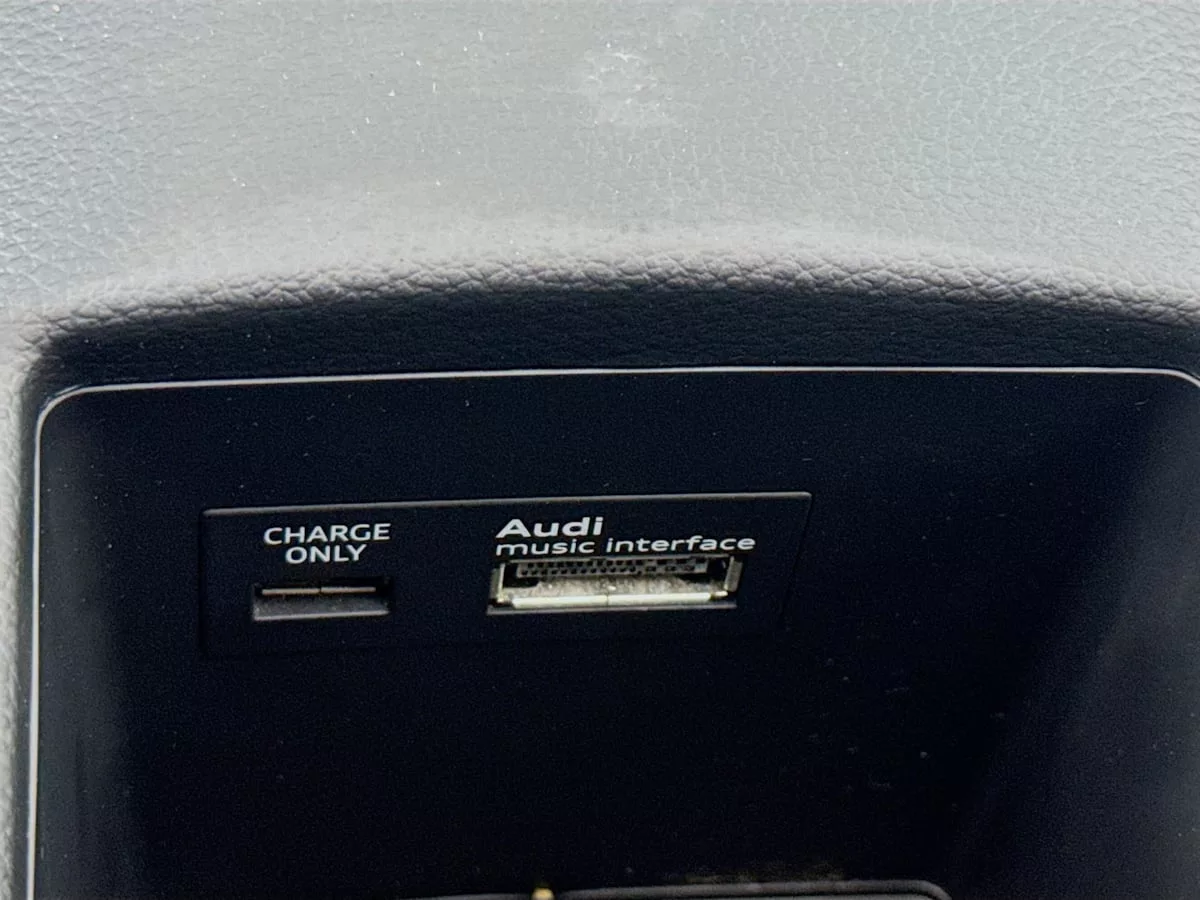 CHARGE
ONLY
Audi
music interface